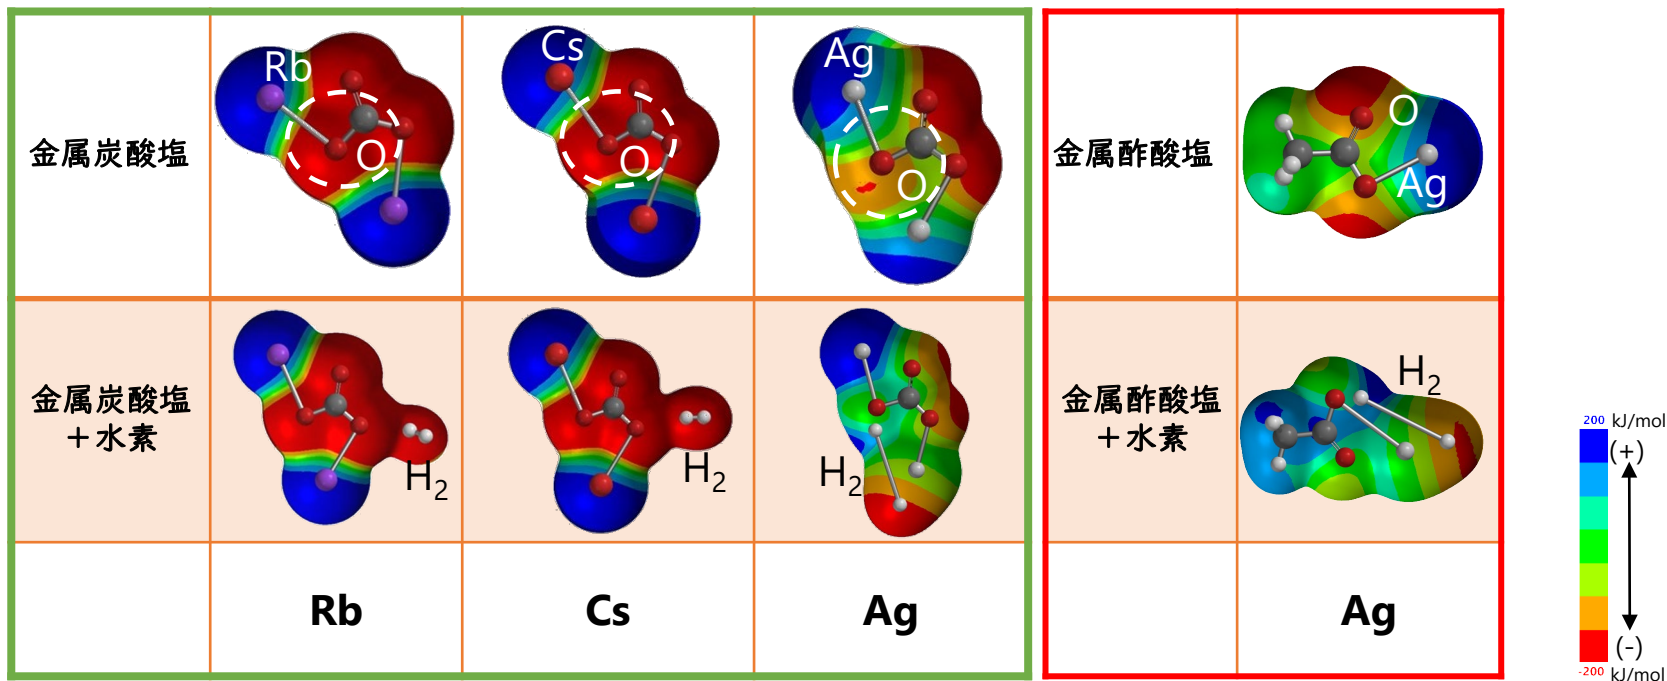 金属炭酸塩
Rb
O
Cs
O
Ag
O
金属酢酸塩
O
Ag
金属炭酸塩
＋水素
H2
H2
H2
金属酢酸塩
＋水素
H2
Rb
Cs
Ag
Ag
200 kJ/mol
(+)
(-)
-200 kJ/mol